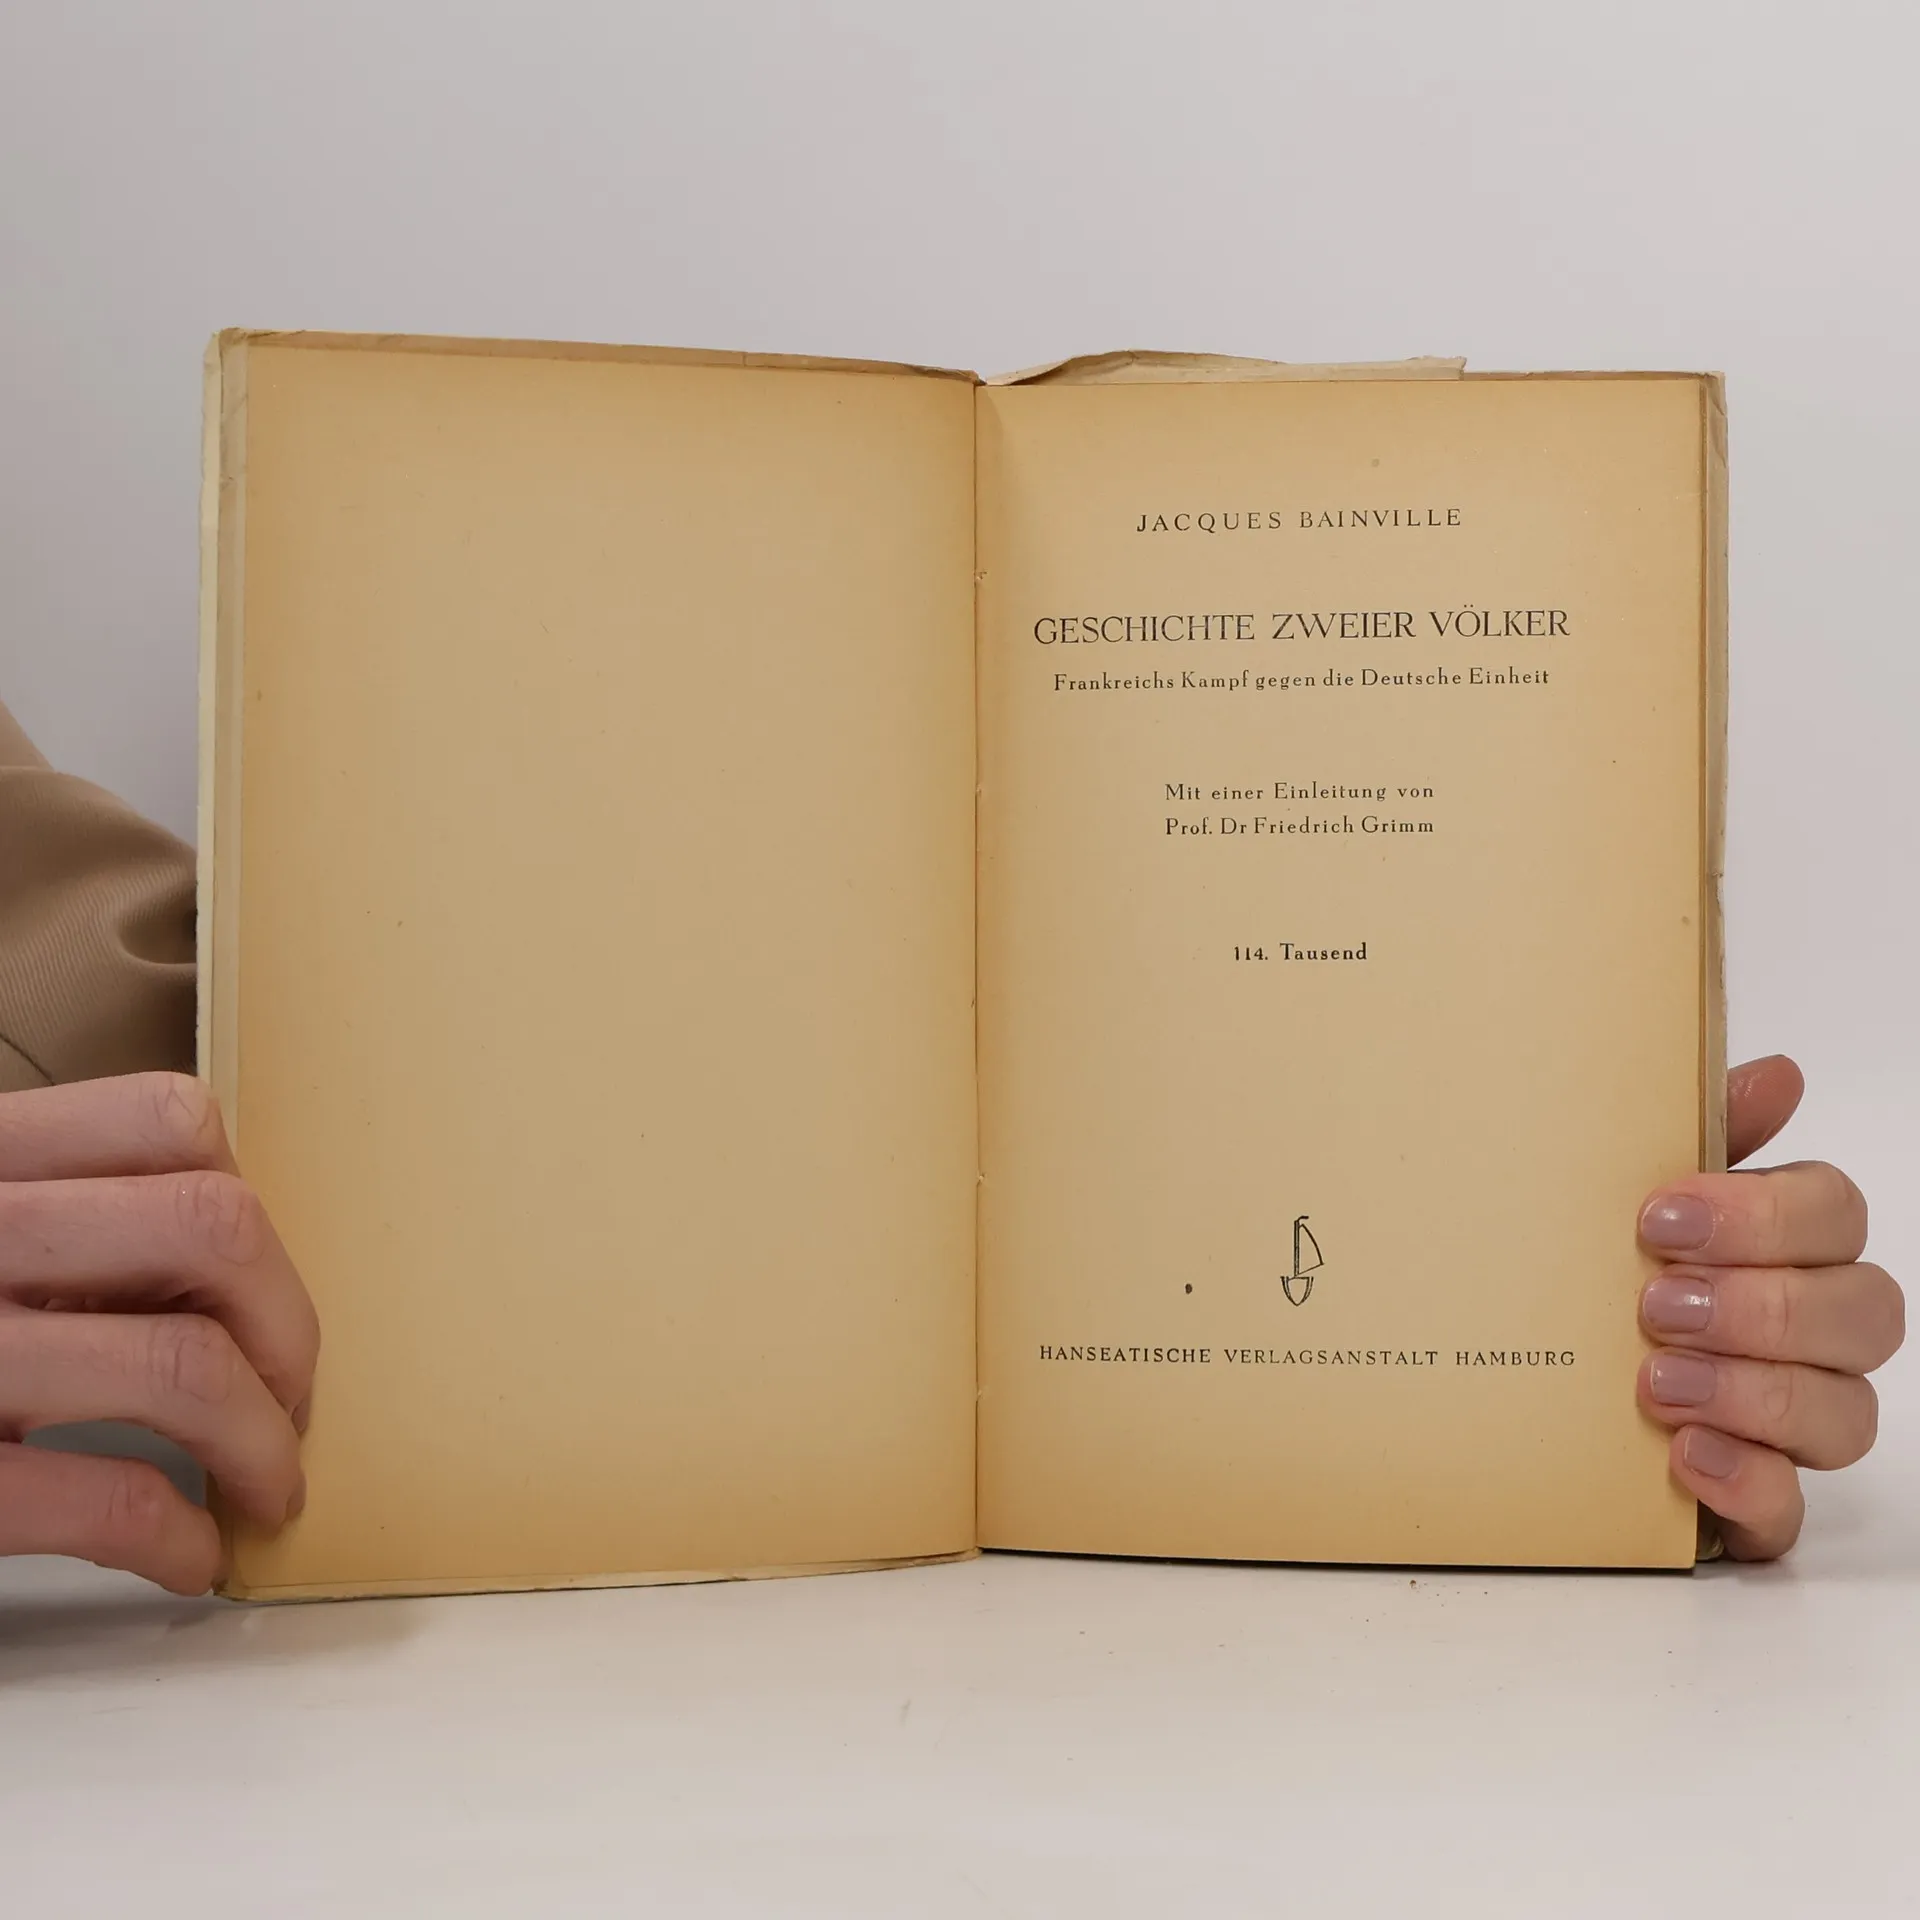 JACQUES BAINVILLE
GESCHICHTE ZWEIER VÖLKER
Frankreichs Kampf gegen die Deutsche Einheit
Mit einer Einleitung von
Prof. Dr Friedrich Grimm
114. Tausend
HANSEATISCHE VERLAGSANSTALT HAMBURG